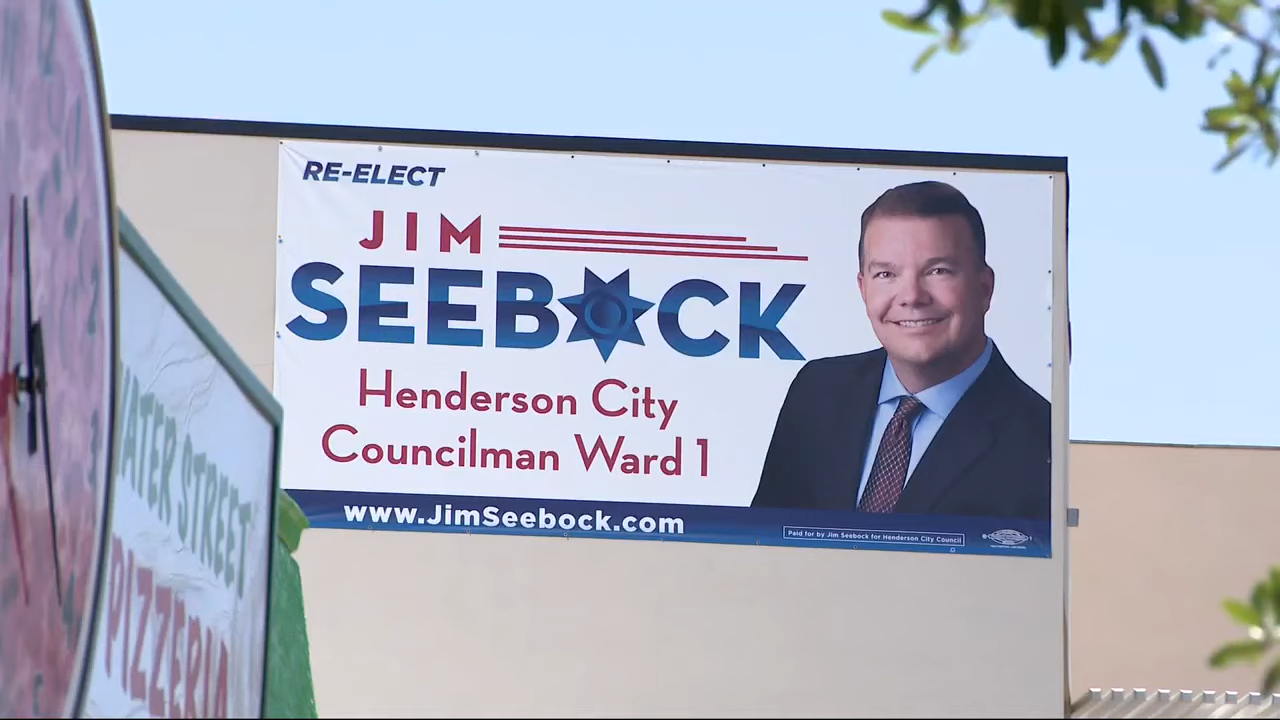 RE-ELECT
JIM
SEEBOCK
Henderson City
Councilman Ward 1
www.JimSeebock.com
Paid for by Jim Seebock for Henderson City Council
WATER STREET
PIZZERIA